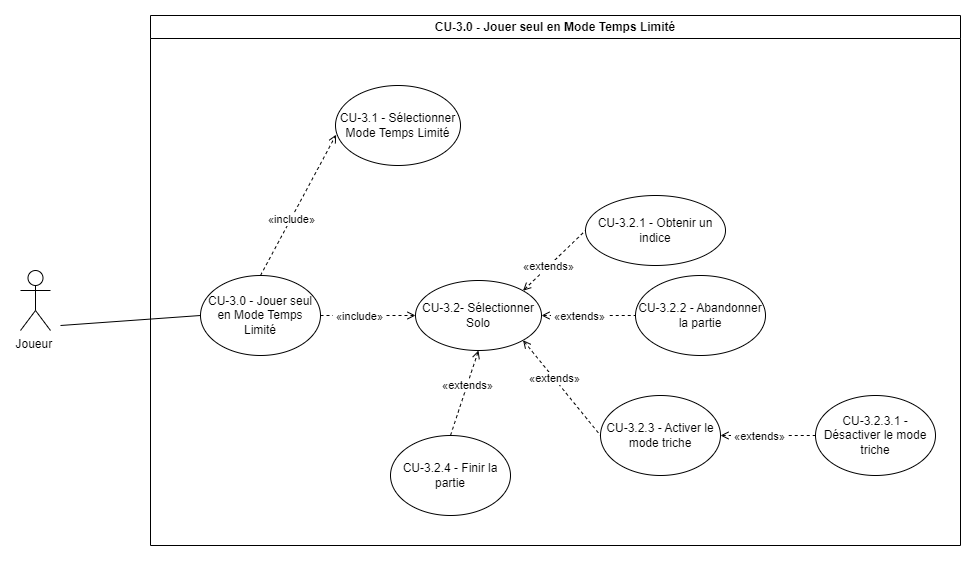 CU-3.0 - Jouer seul en Mode Temps Limité
CU-3.1 - Sélectionner
Mode Temps Limité
«include»
CU-3.2.1 - Obtenir un
indice
«extends»
CU-3.0 - Jouer seul
en Mode Temps
Limité
«include»
CU-3.2- Sélectionner
Solo
«extends»
CU-3.2.2 - Abandonner
la partie
Joueur
«extends»
«extends»
CU-3.2.3 - Activer le
mode triche
«extends»
CU-3.2.3.1 -
Désactiver le mode
triche
CU-3.2.4 - Finir la
partie